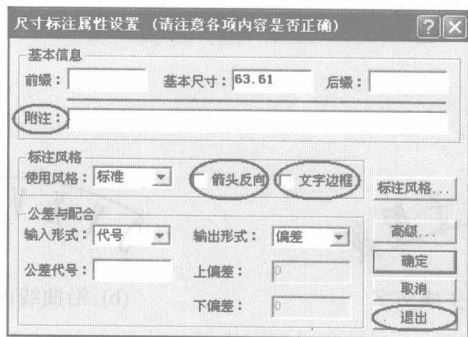 尺寸标注属性设置 (请注意各项内容是否正确)
基本信息
前缀: 基本尺寸: 63.61 后缀:
附注:
标注风格
使用风格: 标准 箭头反向 文字边框
标注风格...
公差与配合
输入形式: 代号 输出形式: 偏差
高级...
公差代号: 上偏差: 0
确定
下偏差: 0
取消
退出